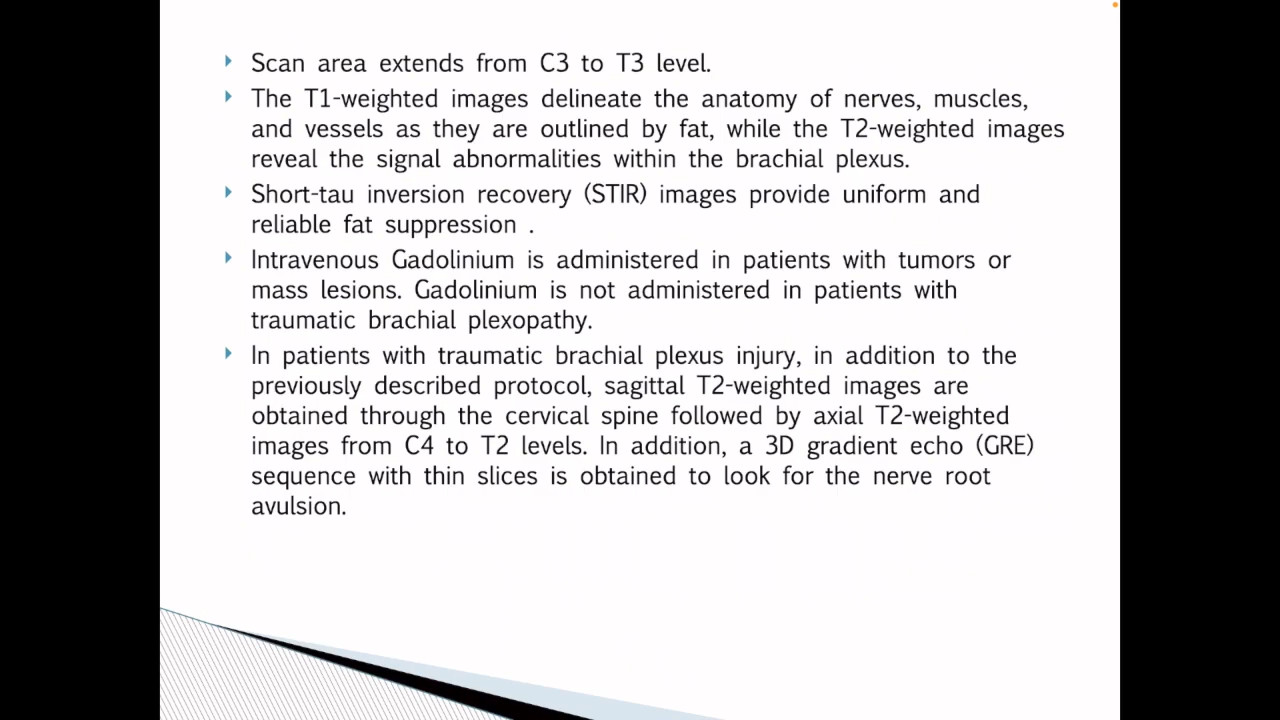 Scan area extends from C3 to T3 level.
The T1-weighted images delineate the anatomy of nerves, muscles,
and vessels as they are outlined by fat, while the T2-weighted images
reveal the signal abnormalities within the brachial plexus.
Short-tau inversion recovery (STIR) images provide uniform and
reliable fat suppression .
Intravenous Gadolinium is administered in patients with tumors or
mass lesions. Gadolinium is not administered in patients with
traumatic brachial plexopathy.
In patients with traumatic brachial plexus injury, in addition to the
previously described protocol, sagittal T2-weighted images are
obtained through the cervical spine followed by axial T2-weighted
images from C4 to T2 levels. In addition, a 3D gradient echo (GRE)
sequence with thin slices is obtained to look for the nerve root
avulsion.